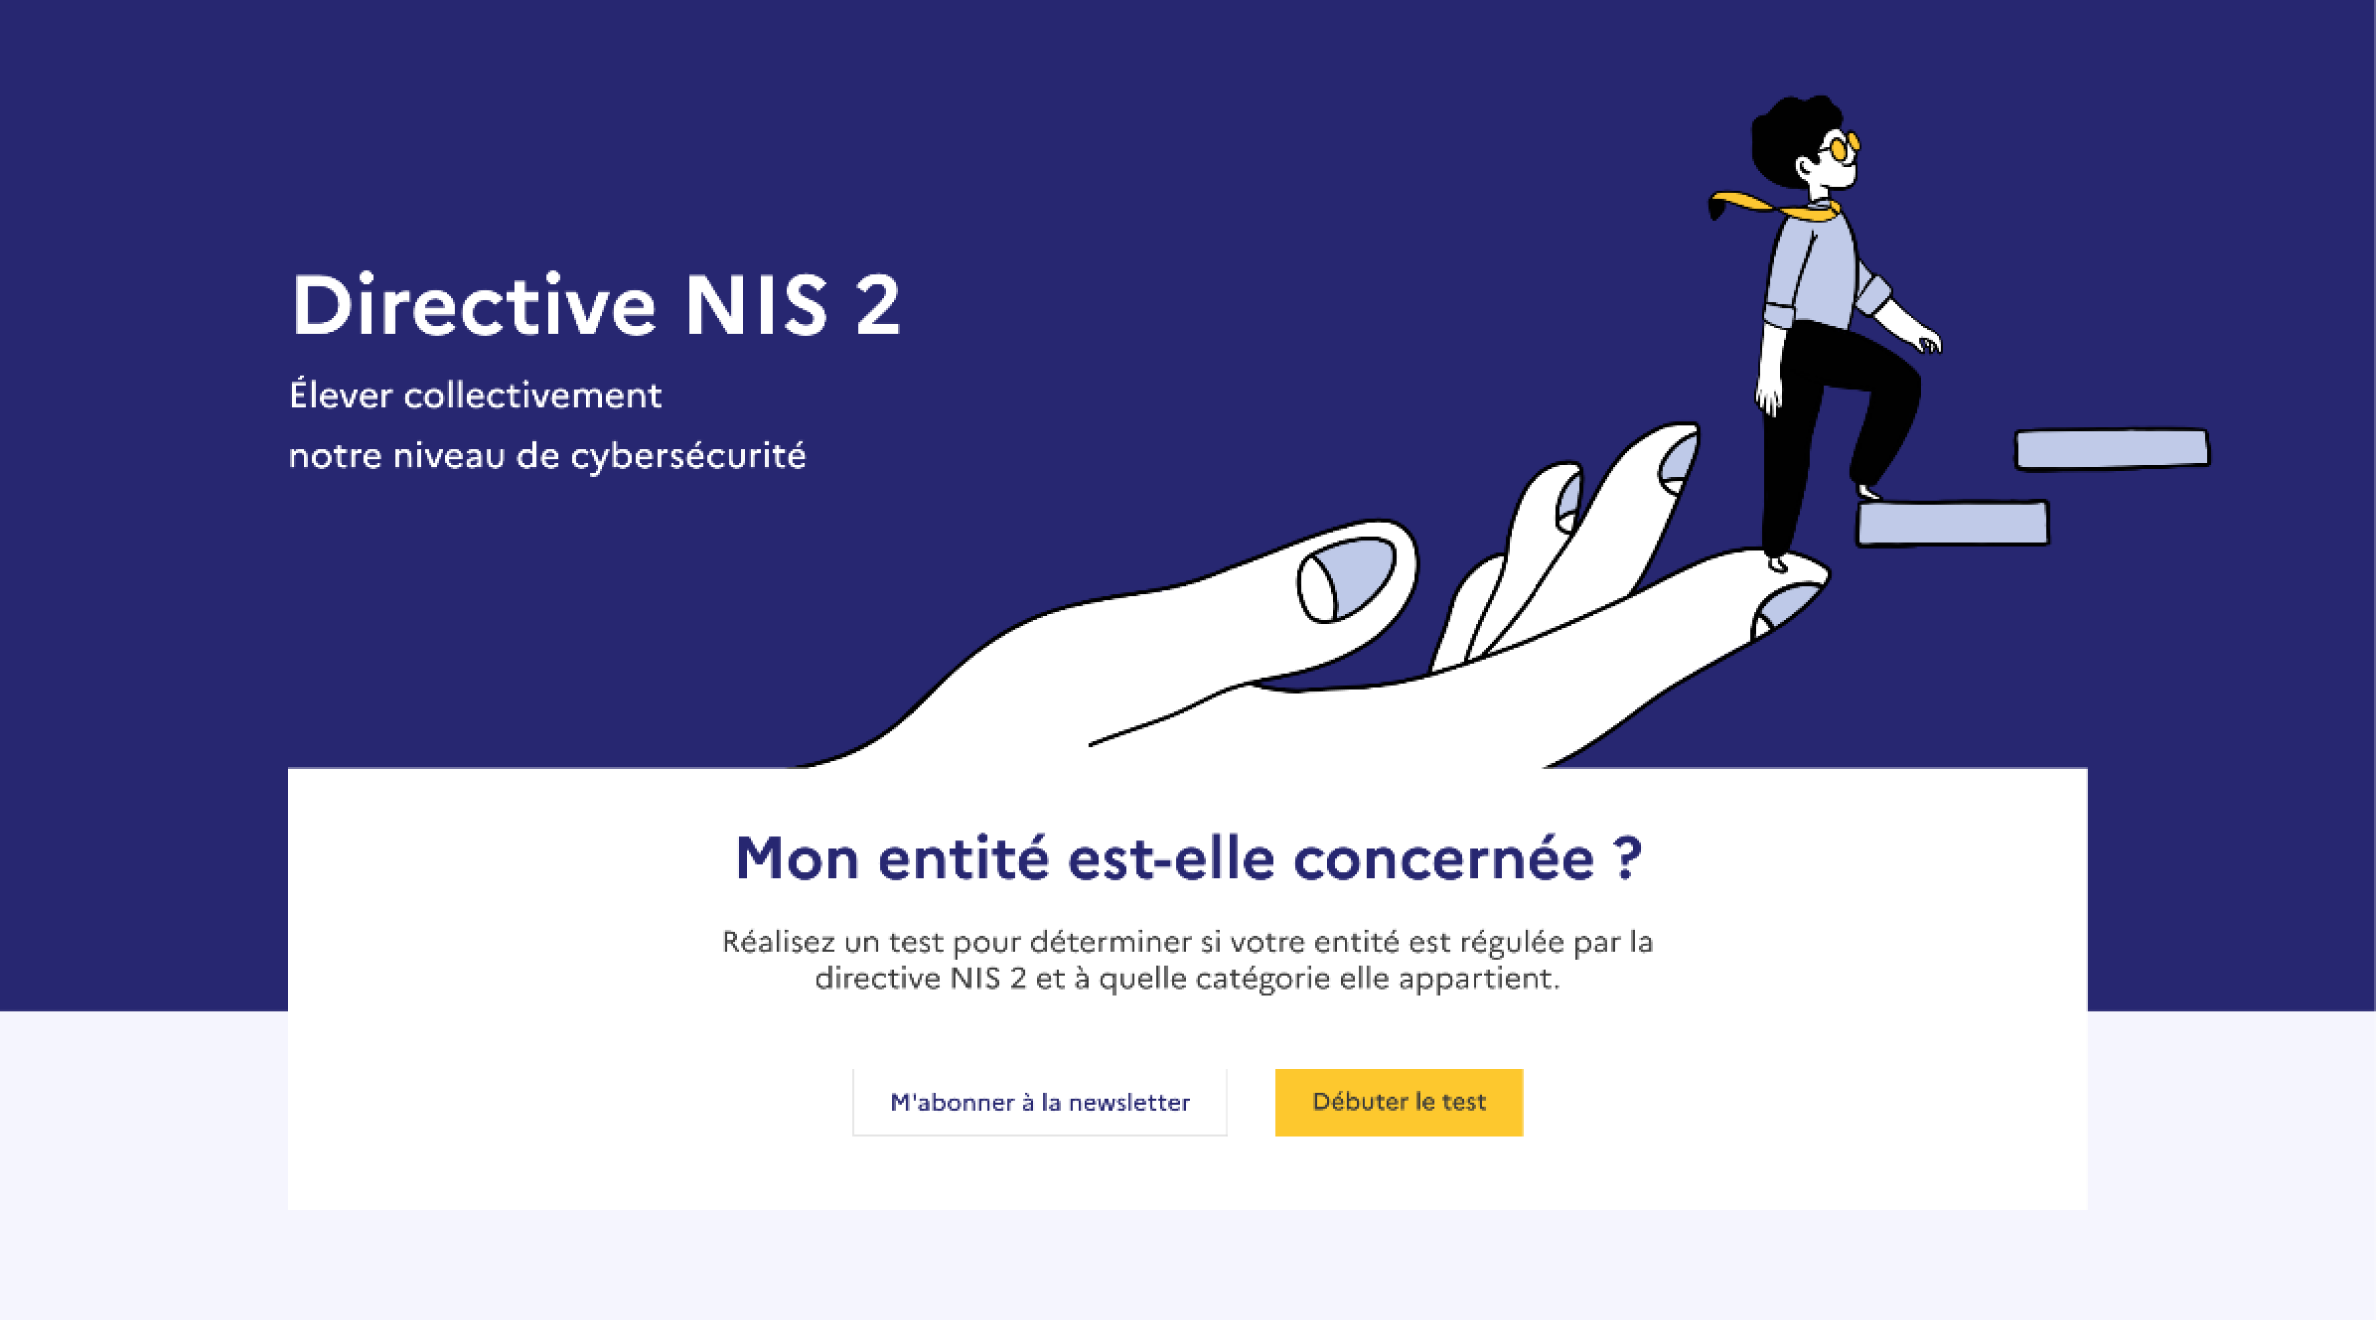 Directive NIS 2
Élever collectivement
notre niveau de cybersécurité
Mon entité est-elle concernée ?
Réalisez un test pour déterminer si votre entité est régulée par la
directive NIS 2 et à quelle catégorie elle appartient.
M'abonner à la newsletter
Débuter le test